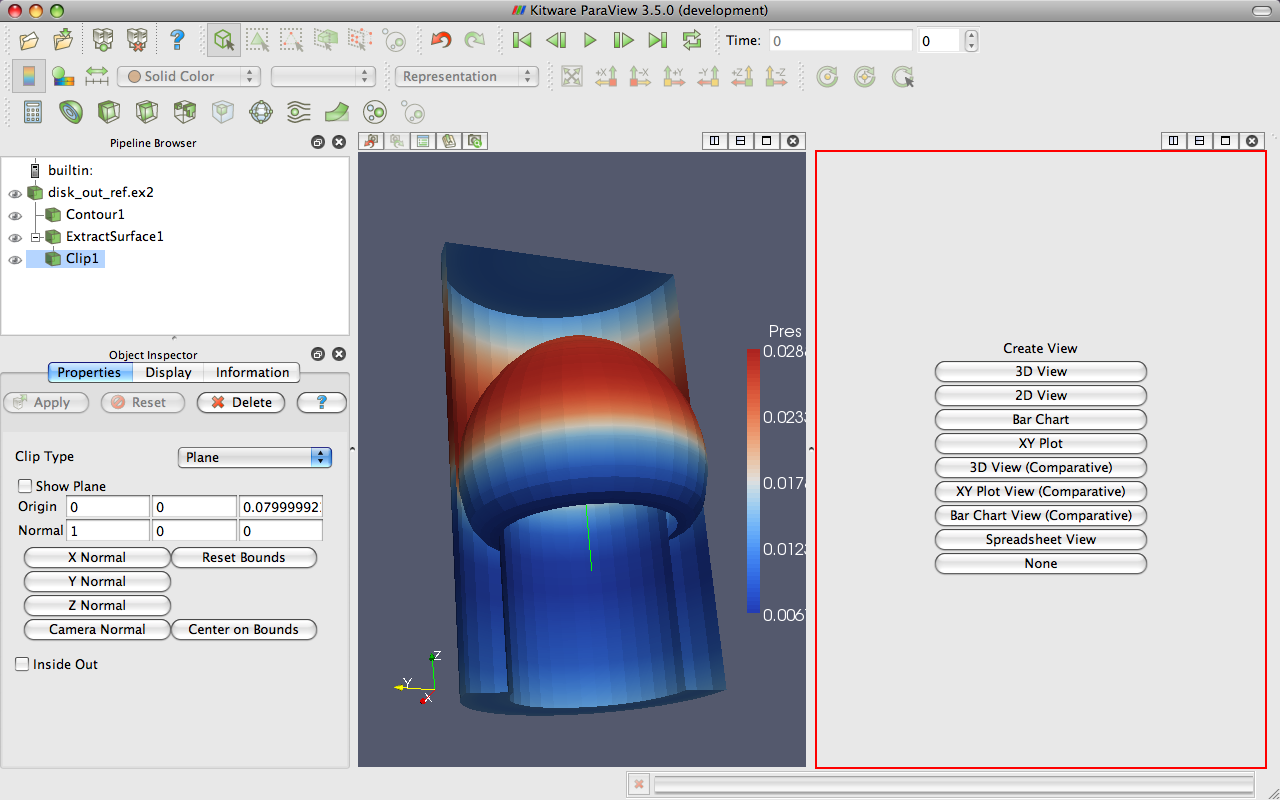 Kitware ParaView 3.5.0 (development)
Time: 0 0
Solid Color Representation
+X -X +Y -Y +Z -Z
Pipeline Browser
builtin:
disk_out_ref.ex2
Contour1
ExtractSurface1
Clip1
Object Inspector
Properties Display Information
Apply Reset Delete ?
Clip Type Plane
Show Plane
Origin 0 0 0.079999923
Normal 1 0 0
X Normal Reset Bounds
Y Normal
Z Normal
Camera Normal Center on Bounds
Inside Out
Pres
0.028
0.023
0.017
0.012
0.006
Z
Y
X
Create View
3D View
2D View
Bar Chart
XY Plot
3D View (Comparative)
XY Plot View (Comparative)
Bar Chart View (Comparative)
Spreadsheet View
None